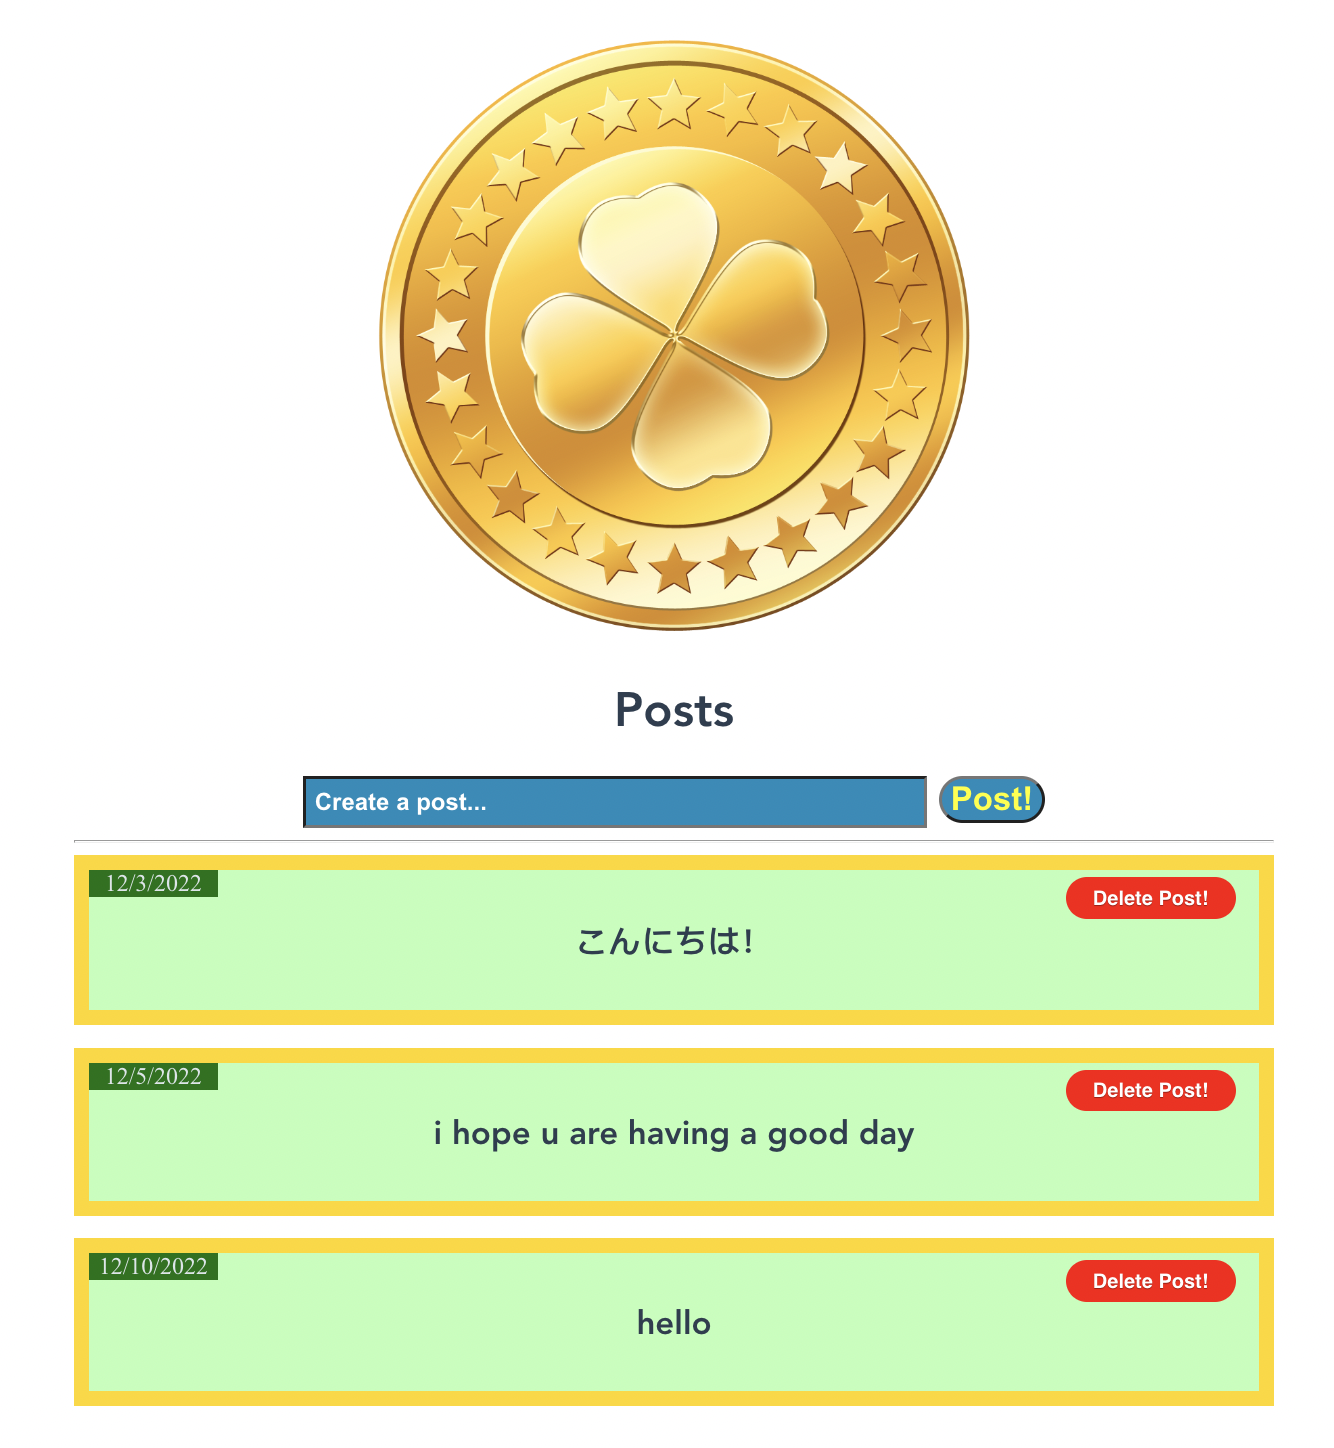 Posts
Create a post...
Post!
12/3/2022
Delete Post!
こんにちは!
12/5/2022
Delete Post!
i hope u are having a good day
12/10/2022
Delete Post!
hello